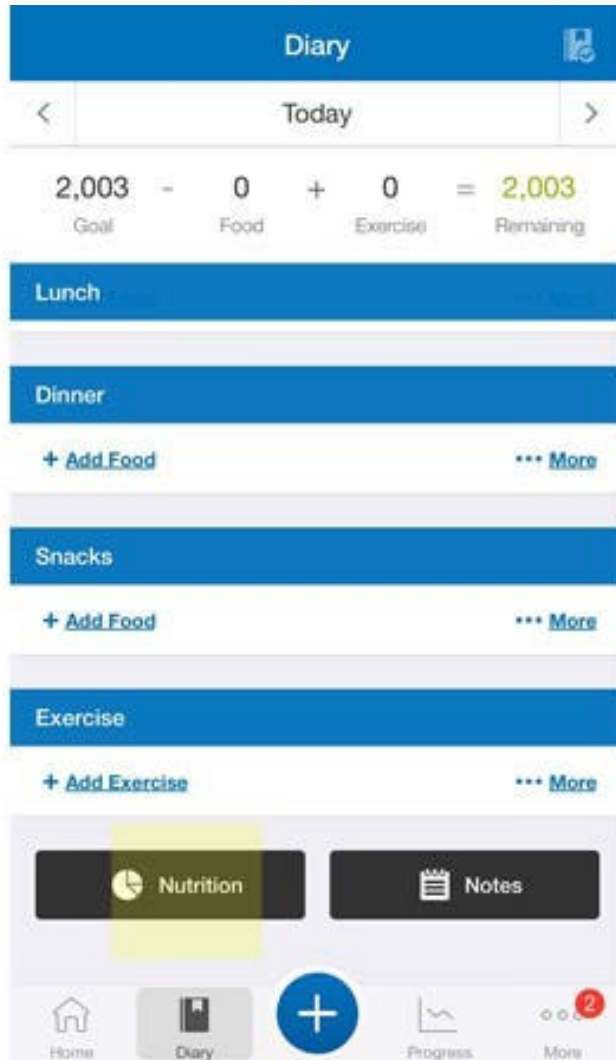 Diary
Today
2,003 - 0 + 0 = 2,003
Goal Food Exercise Remaining
Lunch
Dinner
+ Add Food ••• More
Snacks
+ Add Food ••• More
Exercise
+ Add Exercise ••• More
Nutrition Notes
2
Home Diary + Progress More